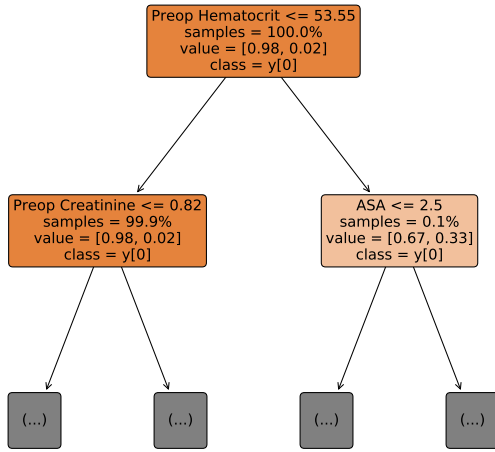 Preop Hematocrit <= 53.55
samples = 100.0%
value = [0.98, 0.02]
class = y[0]
Preop Creatinine <= 0.82
samples = 99.9%
value = [0.98, 0.02]
class = y[0]
ASA <= 2.5
samples = 0.1%
value = [0.67, 0.33]
class = y[0]
(...)
(...)
(...)
(...)